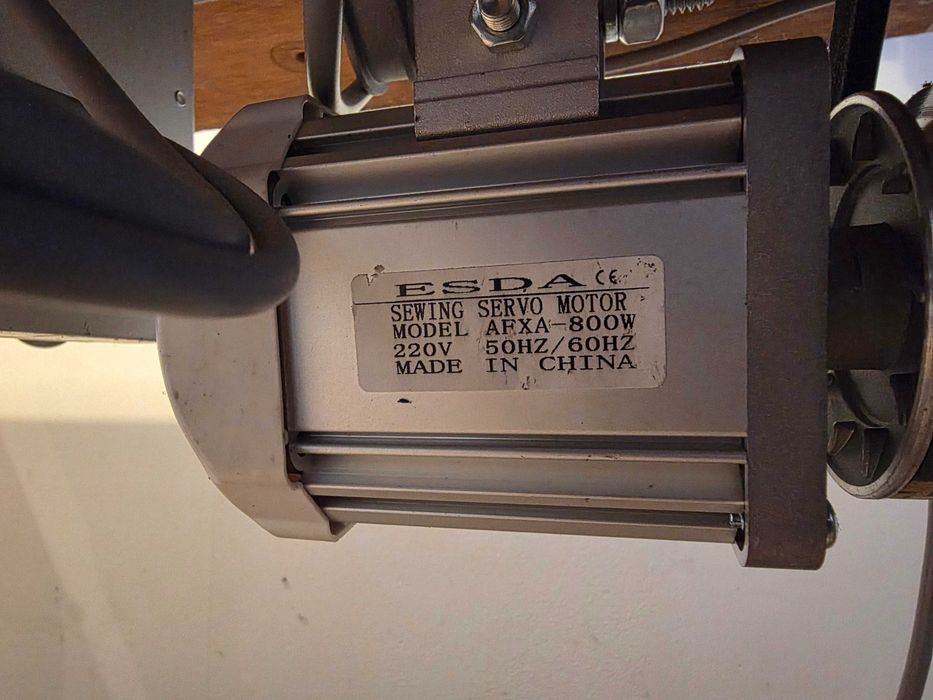 ESDA CE
SEWING SERVO MOTOR
MODEL AFXA-800W
220V 50HZ/60HZ
MADE IN CHINA